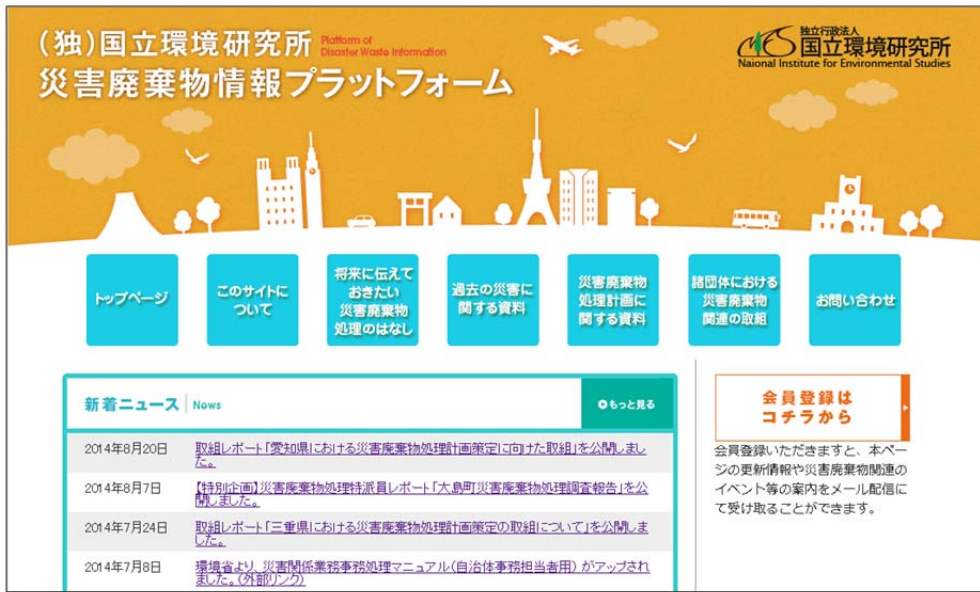 (独)国立環境研究所
Platform of
Disaster Waste Information
災害廃棄物情報プラットフォーム
独立行政法人
国立環境研究所
Naional Institute for Environmental Studies
トップページ
このサイトに
ついて
将来に伝えて
おきたい
災害廃棄物
処理のはなし
過去の災害に
関する資料
災害廃棄物
処理計画に
関する資料
諸団体における
災害廃棄物
関連の取組
お問い合わせ
新着ニュース News
もっと見る
2014年8月20日 取組レポート「愛知県における災害廃棄物処理計画策定に向けた取組」を公開しまし
た。
2014年8月7日 【特別企画】災害廃棄物処理特派員レポート「大島町災害廃棄物処理調査報告」を公
開しました。
2014年7月24日 取組レポート「三重県における災害廃棄物処理計画策定の取組について」を公開しま
した。
2014年7月8日 環境省より、災害関係業務事務処理マニュアル(自治体事務担当者用) がアップされ
ました。(外部リンク)
会員登録は
コチラから
会員登録いただきますと、本ペー
ジの更新情報や災害廃棄物関連の
イベント等の案内をメール配信に
て受け取ることができます。